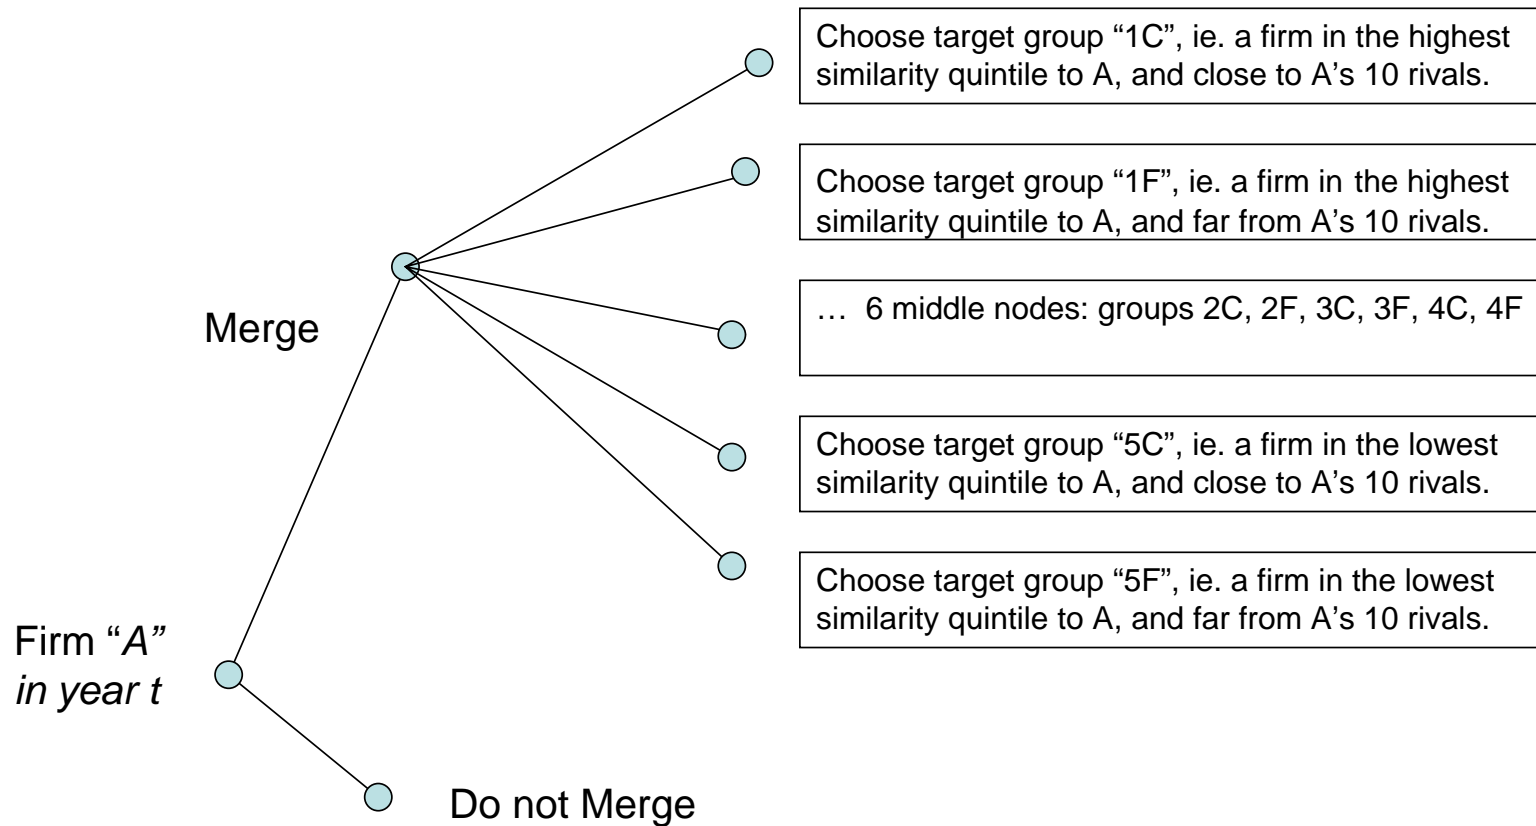 Choose target group “1C”, ie. a firm in the highest
similarity quintile to A, and close to A’s 10 rivals.
Choose target group “1F”, ie. a firm in the highest
similarity quintile to A, and far from A’s 10 rivals.
… 6 middle nodes: groups 2C, 2F, 3C, 3F, 4C, 4F
Merge
Choose target group “5C”, ie. a firm in the lowest
similarity quintile to A, and close to A’s 10 rivals.
Choose target group “5F”, ie. a firm in the lowest
similarity quintile to A, and far from A’s 10 rivals.
Firm “A”
in year t
Do not Merge